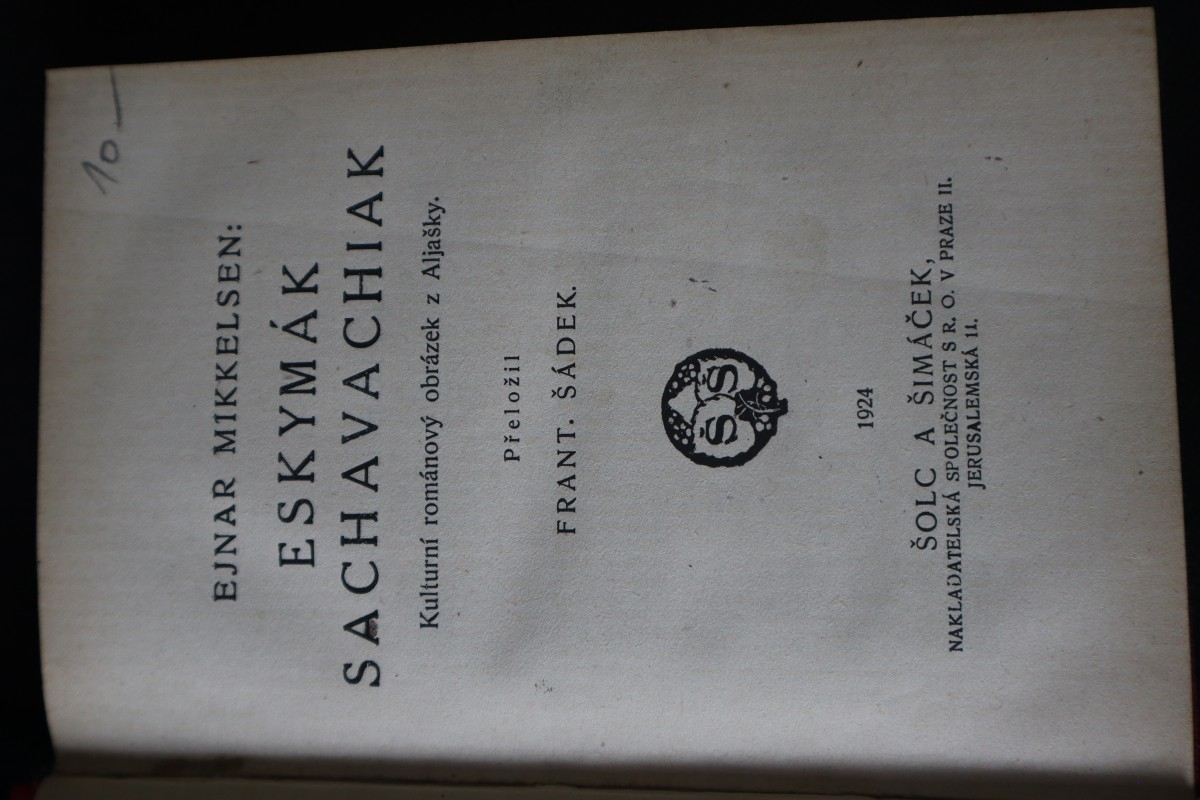 10 —
EJNAR MIKKELSEN:
ESKYMÁK
SACHAVACHIAK
Kulturní románový obrázek z Aljašky.
Přeložil
FRANT. ŠÁDEK.
Š Š
1924
ŠOLC A ŠIMÁČEK,
NAKLADATELSKÁ SPOLEČNOST S R. O. V PRAZE II.
JERUSALEMSKÁ 11.